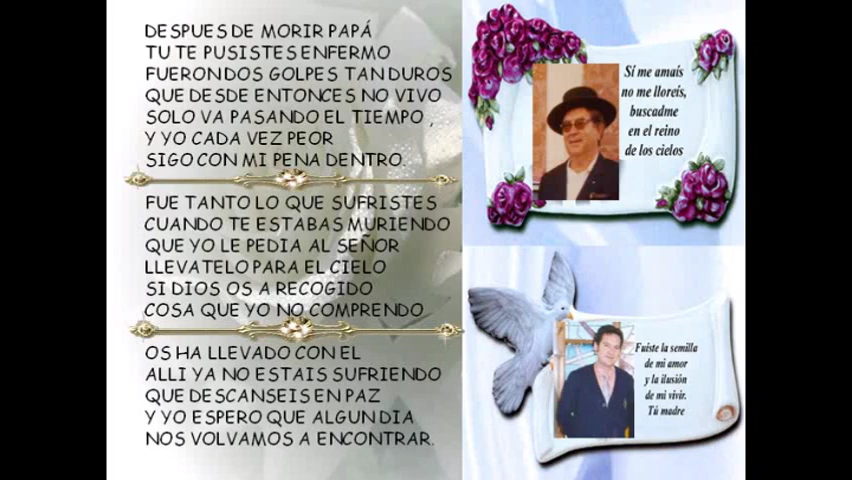 DESPUES DE MORIR PAPÁ
TU TE PUSISTES ENFERMO
FUERON DOS GOLPES TAN DUROS
QUE DESDE ENTONCES NO VIVO
SOLO VA PASANDO EL TIEMPO ,
Y YO CADA VEZ PEOR
SIGO CON MI PENA DENTRO.
FUE TANTO LO QUE SUFRISTES
CUANDO TE ESTABAS MURIENDO
QUE YO LE PEDIA AL SEÑOR
LLEVATELO PARA EL CIELO
SI DIOS OS A RECOGIDO
COSA QUE YO NO COMPRENDO
OS HA LLEVADO CON EL
ALLI YA NO ESTAIS SUFRIENDO
QUE DESCANSEIS EN PAZ
Y YO ESPERO QUE ALGUN DIA
NOS VOLVAMOS A ENCONTRAR.
Sí me amaís
no me lloreís,
buscadme
en el reino
de los cielos
Fuiste la semilla
de mi amor
y la ilusión
de mi vivir.
Tú madre